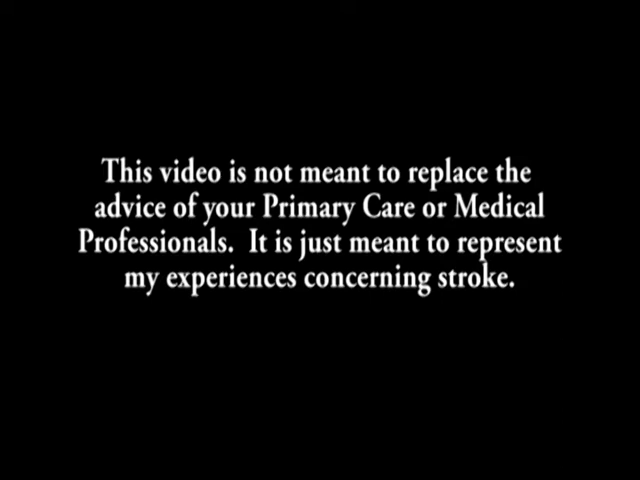 This video is not meant to replace the
advice of your Primary Care or Medical
Professionals.  It is just meant to represent
my experiences concerning stroke.